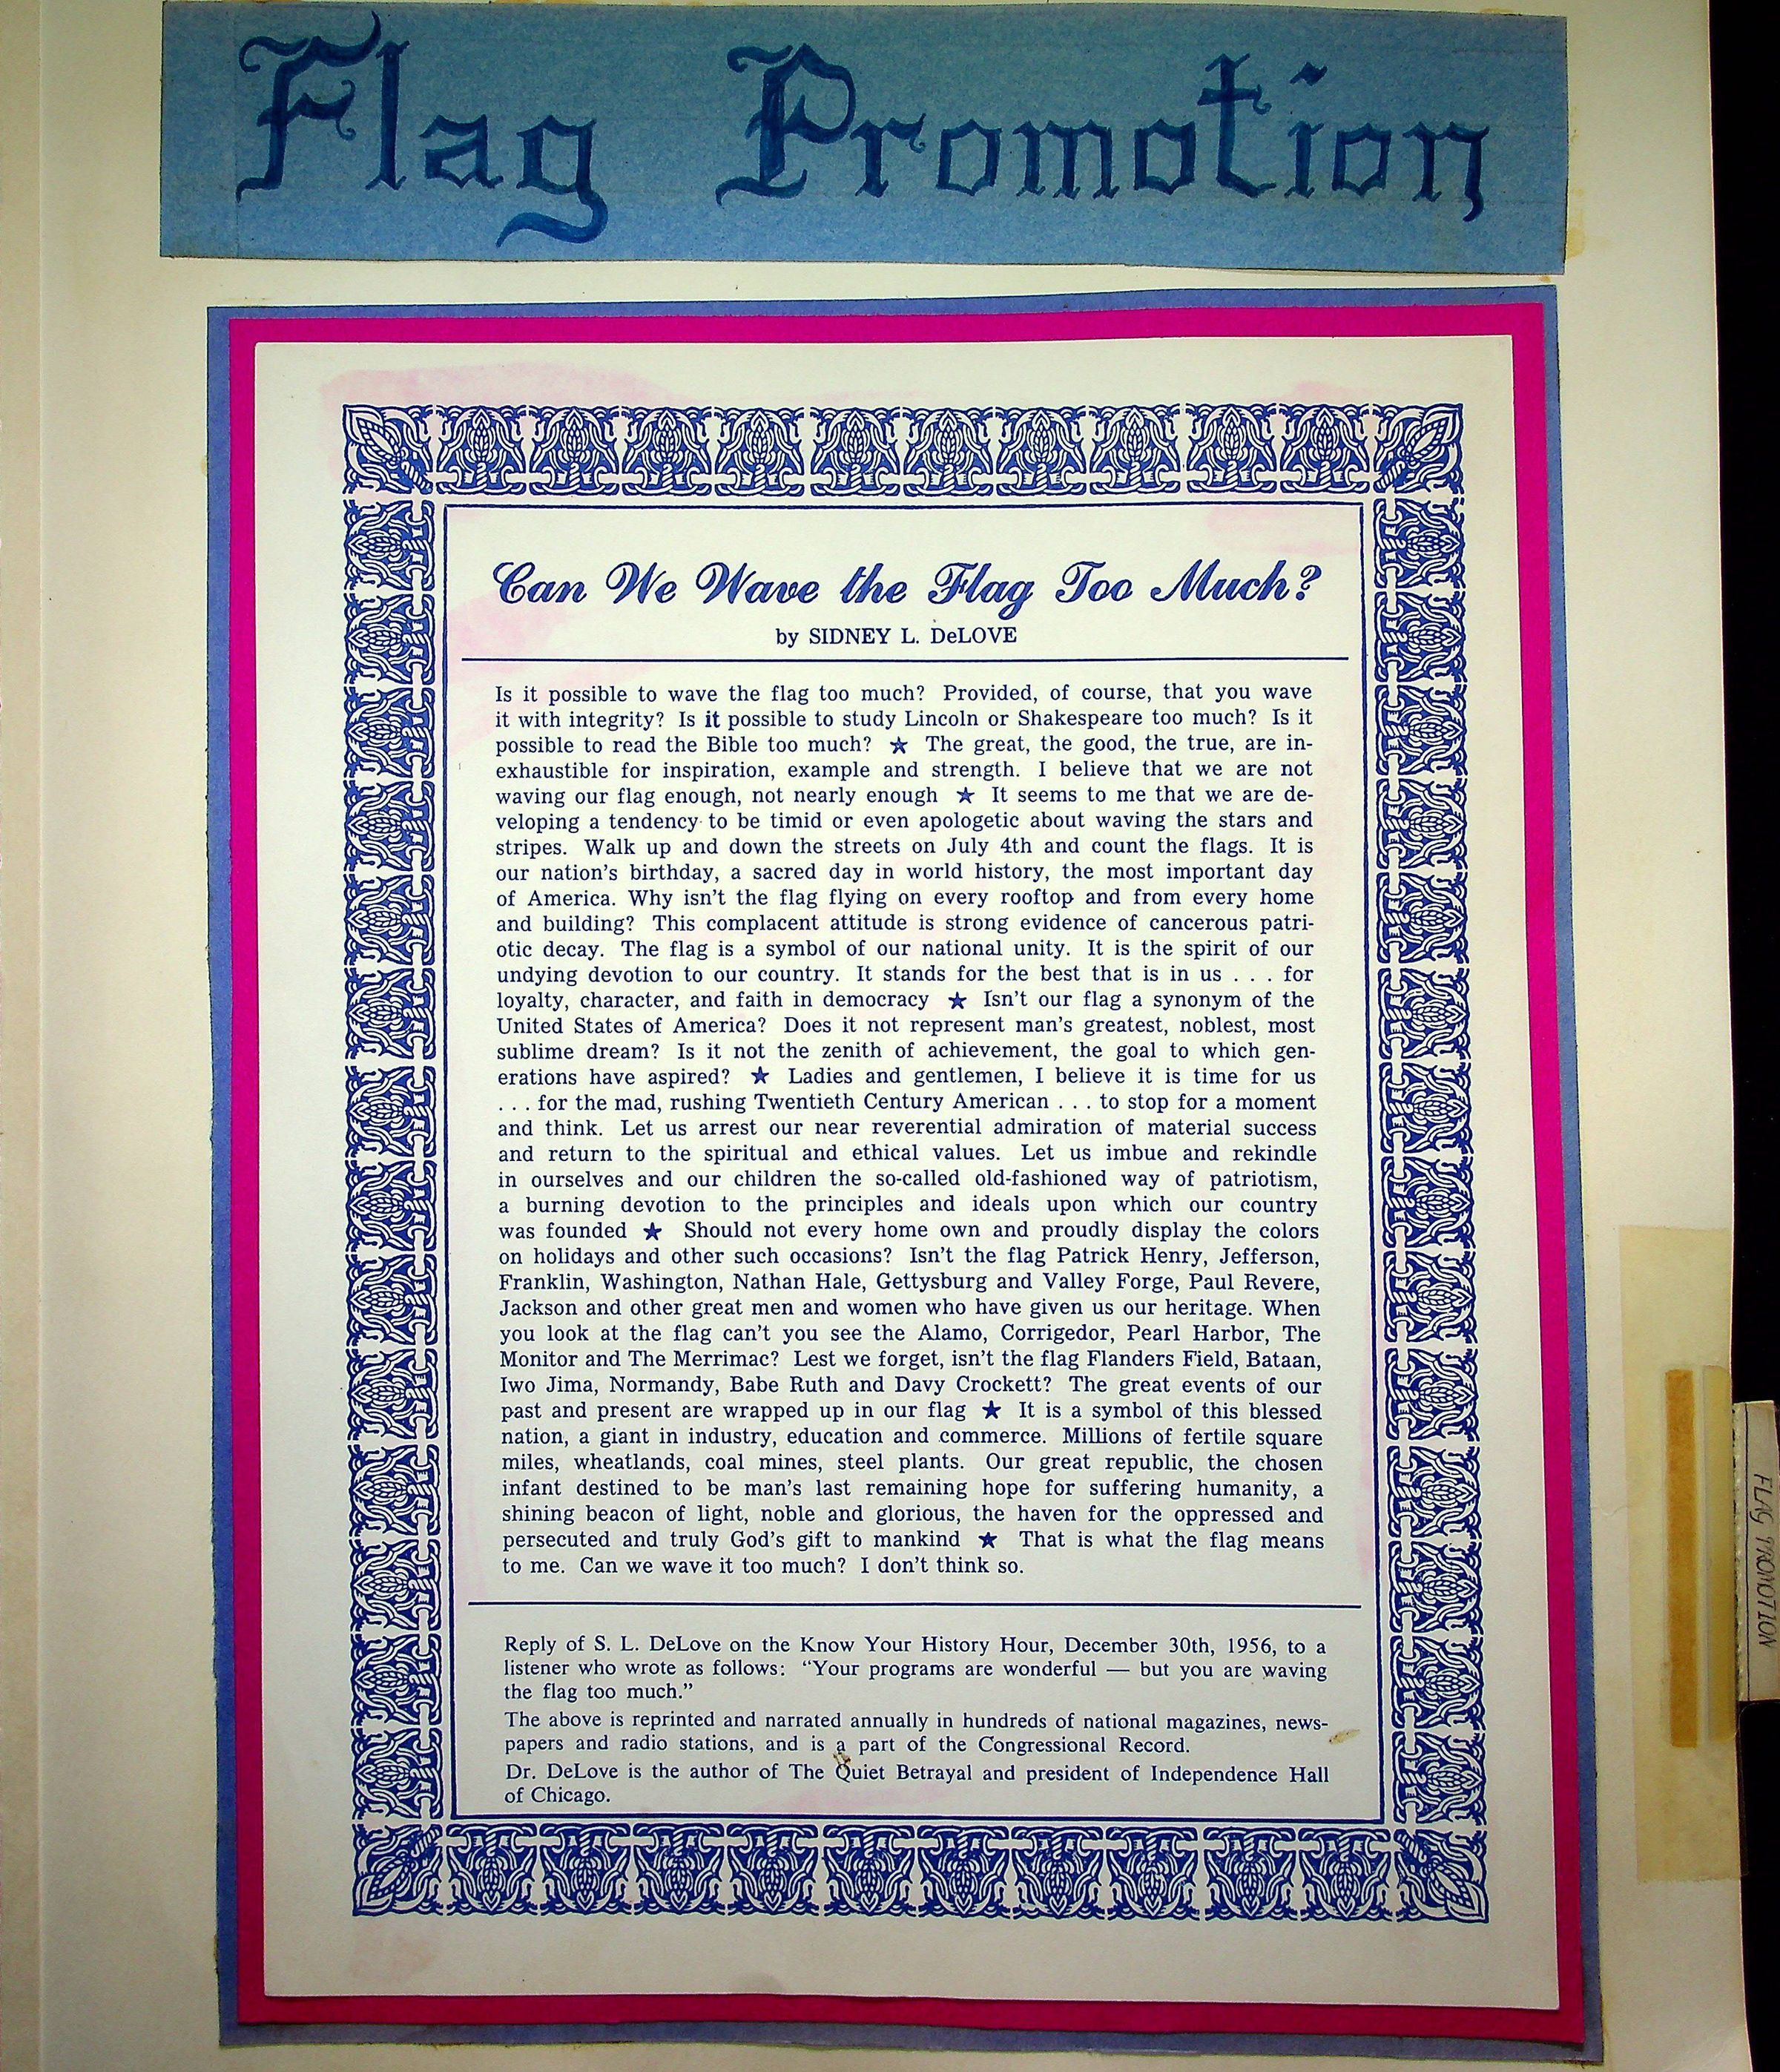 Flag Promotion
Can We Wave the Flag Too Much?
by SIDNEY L. DeLOVE
Is it possible to wave the flag too much? Provided, of course, that you wave
it with integrity? Is it possible to study Lincoln or Shakespeare too much? Is it
possible to read the Bible too much? ★ The great, the good, the true, are in-
exhaustible for inspiration, example and strength. I believe that we are not
waving our flag enough, not nearly enough ★ It seems to me that we are de-
veloping a tendency to be timid or even apologetic about waving the stars and
stripes. Walk up and down the streets on July 4th and count the flags. It is
our nation's birthday, a sacred day in world history, the most important day
of America. Why isn't the flag flying on every rooftop and from every home
and building? This complacent attitude is strong evidence of cancerous patri-
otic decay. The flag is a symbol of our national unity. It is the spirit of our
undying devotion to our country. It stands for the best that is in us . . . for
loyalty, character, and faith in democracy ★ Isn't our flag a synonym of the
United States of America? Does it not represent man's greatest, noblest, most
sublime dream? Is it not the zenith of achievement, the goal to which gen-
erations have aspired? ★ Ladies and gentlemen, I believe it is time for us
. . . for the mad, rushing Twentieth Century American . . . to stop for a moment
and think. Let us arrest our near reverential admiration of material success
and return to the spiritual and ethical values. Let us imbue and rekindle
in ourselves and our children the so-called old-fashioned way of patriotism,
a burning devotion to the principles and ideals upon which our country
was founded ★ Should not every home own and proudly display the colors
on holidays and other such occasions? Isn't the flag Patrick Henry, Jefferson,
Franklin, Washington, Nathan Hale, Gettysburg and Valley Forge, Paul Revere,
Jackson and other great men and women who have given us our heritage. When
you look at the flag can't you see the Alamo, Corrigedor, Pearl Harbor, The
Monitor and The Merrimac? Lest we forget, isn't the flag Flanders Field, Bataan,
Iwo Jima, Normandy, Babe Ruth and Davy Crockett? The great events of our
past and present are wrapped up in our flag ★ It is a symbol of this blessed
nation, a giant in industry, education and commerce. Millions of fertile square
miles, wheatlands, coal mines, steel plants. Our great republic, the chosen
infant destined to be man's last remaining hope for suffering humanity, a
shining beacon of light, noble and glorious, the haven for the oppressed and
persecuted and truly God's gift to mankind ★ That is what the flag means
to me. Can we wave it too much? I don't think so.
Reply of S. L. DeLove on the Know Your History Hour, December 30th, 1956, to a
listener who wrote as follows: "Your programs are wonderful — but you are waving
the flag too much."
The above is reprinted and narrated annually in hundreds of national magazines, news-
papers and radio stations, and is a part of the Congressional Record.
Dr. DeLove is the author of The Quiet Betrayal and president of Independence Hall
of Chicago.
FLAG PROMOTION